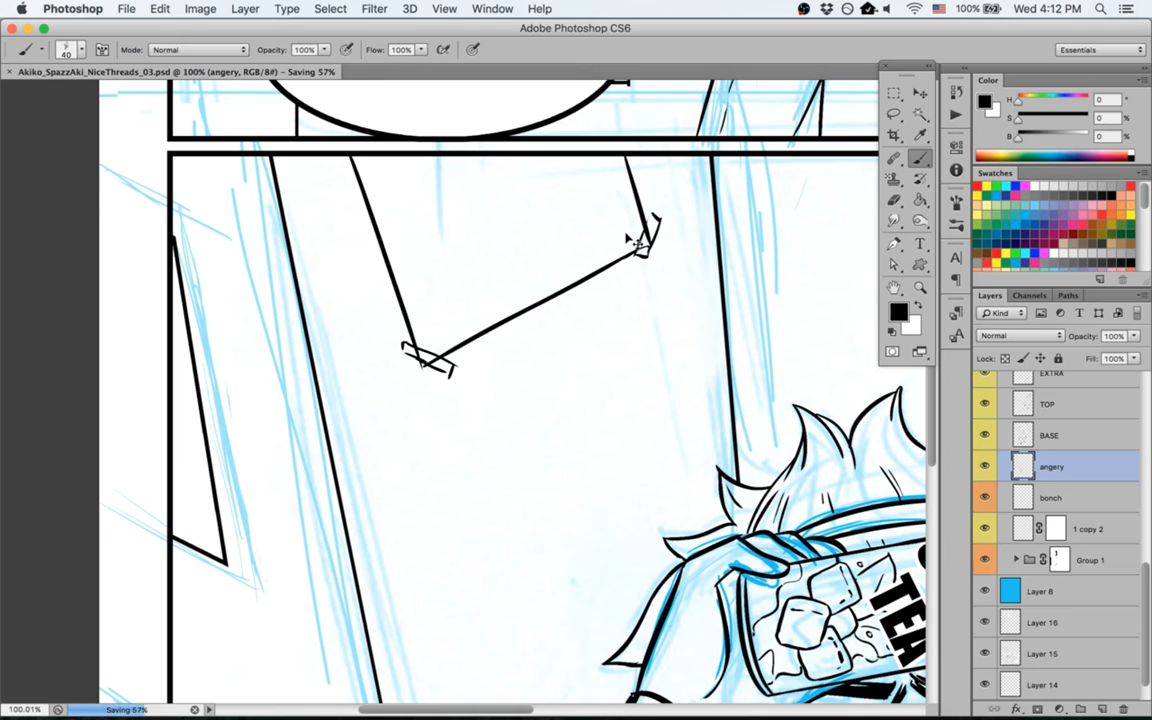 Photoshop File Edit Image Layer Type Select Filter 3D View Window Help 100% Wed 4:12 PM
Adobe Photoshop CS6
40 Mode: Normal Opacity: 100% Flow: 100% Essentials
× Akiko_SpazzAki_NiceThreads_03.psd @ 100% (angery, RGB/8#) - Saving 57%
Color
H 0 °
S 0 %
B 0 %
Swatches
Layers Channels Paths
Kind
Normal Opacity: 100%
Lock: Fill: 100%
EXTRA
TOP
BASE
angery
bonch
1 copy 2
Group 1
Layer 8
Layer 16
Layer 15
Layer 14
TEA
100.01% Saving 57%